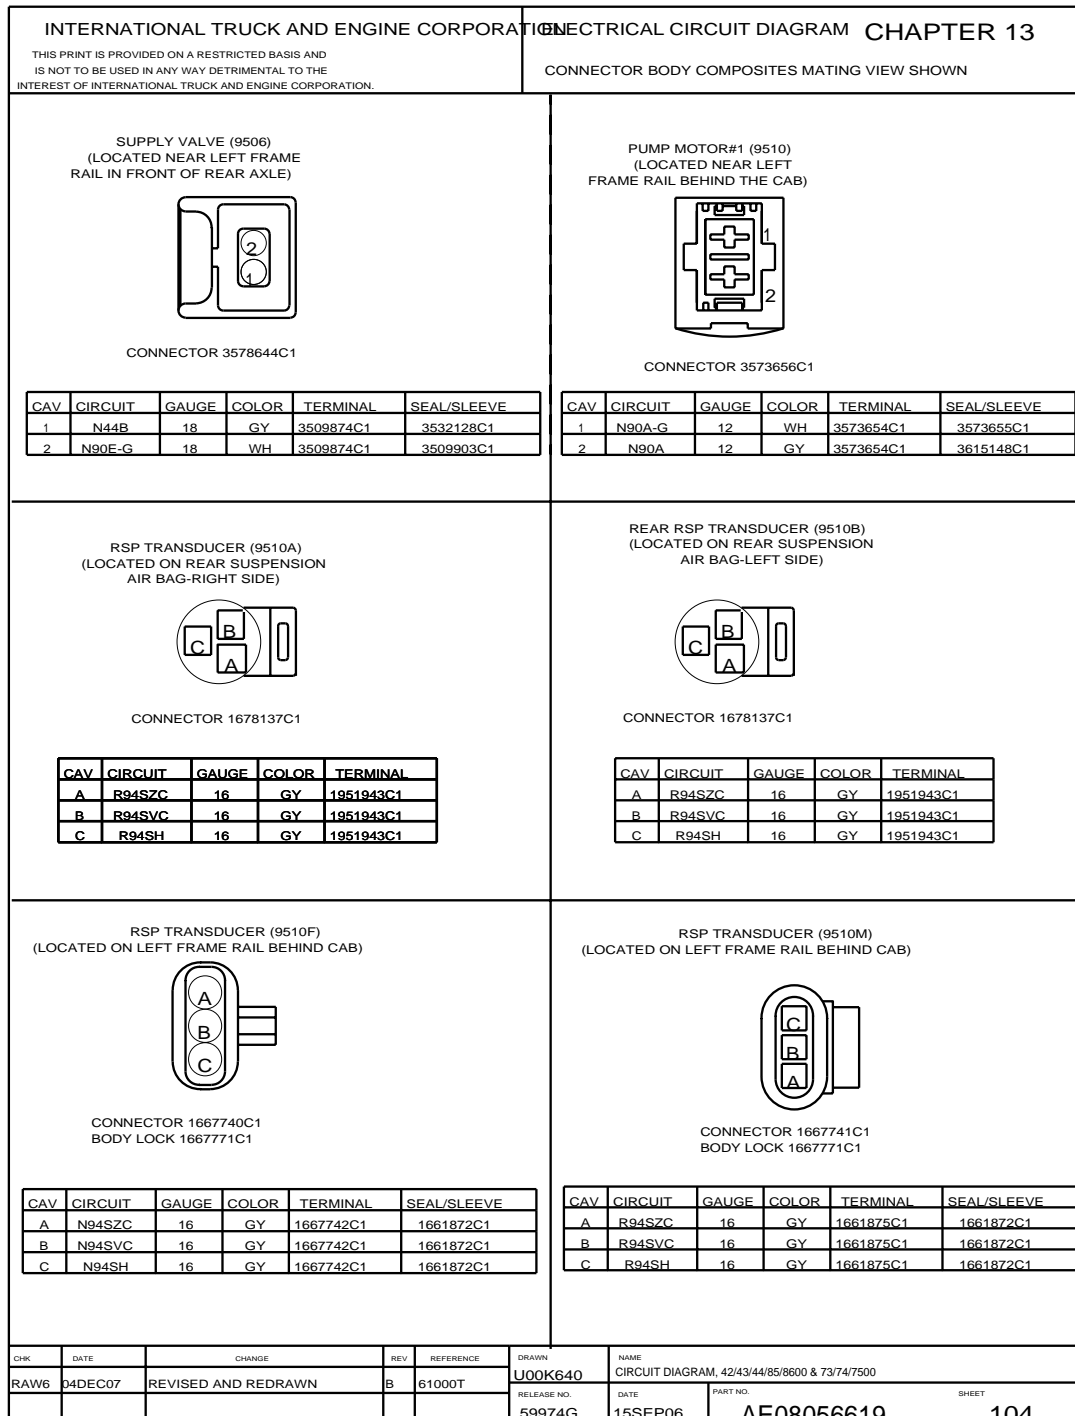 INTERNATIONAL TRUCK AND ENGINE CORPORATION
THIS PRINT IS PROVIDED ON A RESTRICTED BASIS AND
IS NOT TO BE USED IN ANY WAY DETRIMENTAL TO THE
INTEREST OF INTERNATIONAL TRUCK AND ENGINE CORPORATION.
ELECTRICAL CIRCUIT DIAGRAM CHAPTER 13
CONNECTOR BODY COMPOSITES MATING VIEW SHOWN
SUPPLY VALVE (9506)
(LOCATED NEAR LEFT FRAME
RAIL IN FRONT OF REAR AXLE)
2
1
CONNECTOR 3578644C1
CAV CIRCUIT GAUGE COLOR TERMINAL SEAL/SLEEVE
1 N44B 18 GY 3509874C1 3532128C1
2 N90E-G 18 WH 3509874C1 3509903C1
PUMP MOTOR#1 (9510)
(LOCATED NEAR LEFT
FRAME RAIL BEHIND THE CAB)
1
2
CONNECTOR 3573656C1
CAV CIRCUIT GAUGE COLOR TERMINAL SEAL/SLEEVE
1 N90A-G 12 WH 3573654C1 3573655C1
2 N90A 12 GY 3573654C1 3615148C1
RSP TRANSDUCER (9510A)
(LOCATED ON REAR SUSPENSION
AIR BAG-RIGHT SIDE)
B
C
A
CONNECTOR 1678137C1
CAV CIRCUIT GAUGE COLOR TERMINAL
A R94SZC 16 GY 1951943C1
B R94SVC 16 GY 1951943C1
C R94SH 16 GY 1951943C1
REAR RSP TRANSDUCER (9510B)
(LOCATED ON REAR SUSPENSION
AIR BAG-LEFT SIDE)
B
C
A
CONNECTOR 1678137C1
CAV CIRCUIT GAUGE COLOR TERMINAL
A R94SZC 16 GY 1951943C1
B R94SVC 16 GY 1951943C1
C R94SH 16 GY 1951943C1
RSP TRANSDUCER (9510F)
(LOCATED ON LEFT FRAME RAIL BEHIND CAB)
A
B
C
CONNECTOR 1667740C1
BODY LOCK 1667771C1
CAV CIRCUIT GAUGE COLOR TERMINAL SEAL/SLEEVE
A N94SZC 16 GY 1667742C1 1661872C1
B N94SVC 16 GY 1667742C1 1661872C1
C N94SH 16 GY 1667742C1 1661872C1
RSP TRANSDUCER (9510M)
(LOCATED ON LEFT FRAME RAIL BEHIND CAB)
C
B
A
CONNECTOR 1667741C1
BODY LOCK 1667771C1
CAV CIRCUIT GAUGE COLOR TERMINAL SEAL/SLEEVE
A R94SZC 16 GY 1661875C1 1661872C1
B R94SVC 16 GY 1661875C1 1661872C1
C R94SH 16 GY 1661875C1 1661872C1
CHK DATE CHANGE REV REFERENCE
RAW6 04DEC07 REVISED AND REDRAWN B 61000T
DRAWN
U00K640
NAME
CIRCUIT DIAGRAM, 42/43/44/85/8600 & 73/74/7500
RELEASE NO.
59974G
DATE
15SEP06
PART NO.
AE08056619
SHEET
104